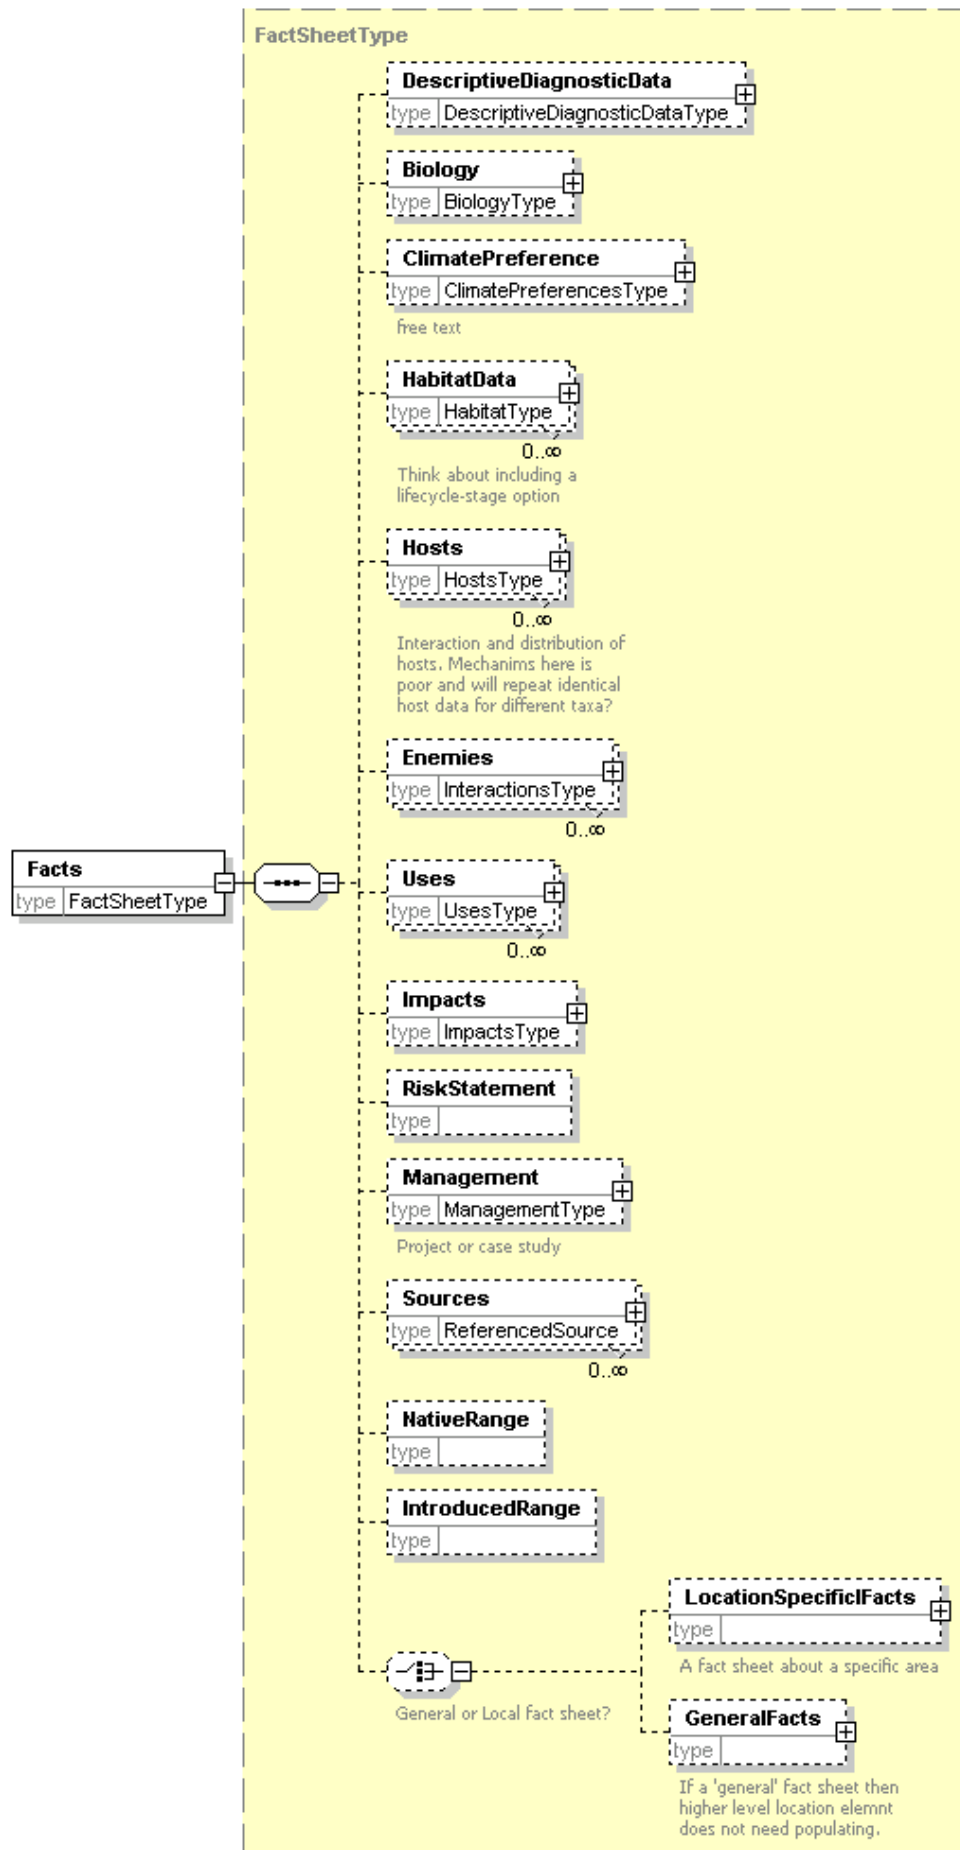 FactSheetType
DescriptiveDiagnosticData
type DescriptiveDiagnosticDataType
Biology
type BiologyType
ClimatePreference
type ClimatePreferencesType
free text
HabitatData
type HabitatType
0..∞
Think about including a
lifecycle-stage option
Hosts
type HostsType
0..∞
Interaction and distribution of
hosts. Mechanims here is
poor and will repeat identical
host data for different taxa?
Enemies
type InteractionsType
0..∞
Facts
type FactSheetType
Uses
type UsesType
0..∞
Impacts
type ImpactsType
RiskStatement
type
Management
type ManagementType
Project or case study
Sources
type ReferencedSource
0..∞
NativeRange
type
IntroducedRange
type
General or Local fact sheet?
LocationSpecificlFacts
type
A fact sheet about a specific area
GeneralFacts
type
If a 'general' fact sheet then
higher level location elemnt
does not need populating.